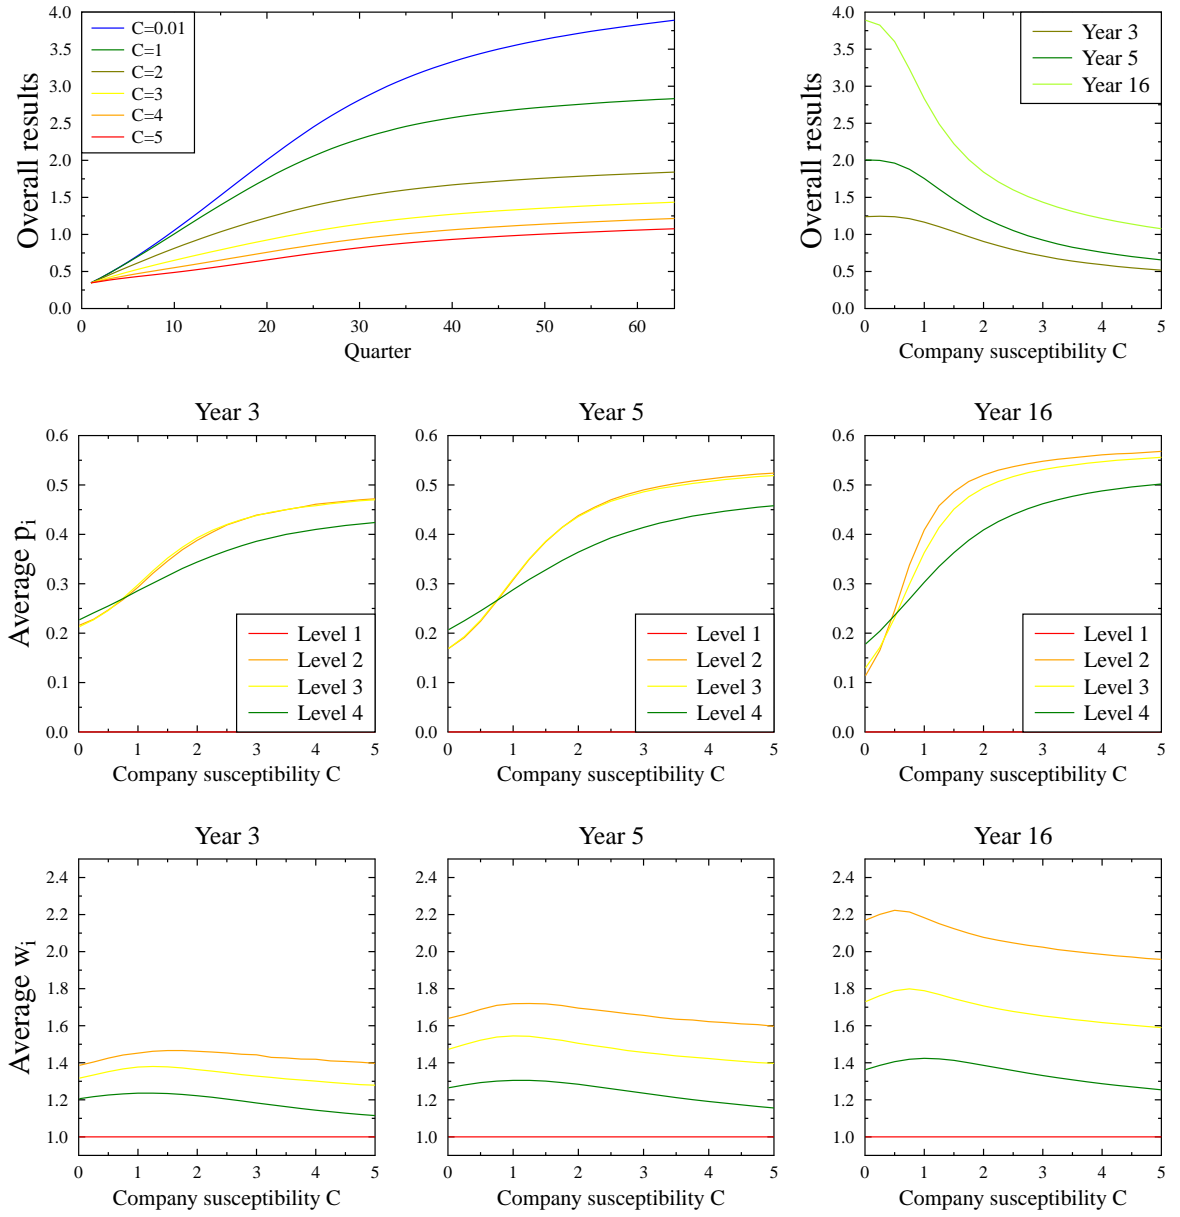 4.0
3.5
3.0
2.5
2.0
1.5
1.0
0.5
0.0
Overall results
C=0.01
C=1
C=2
C=3
C=4
C=5
0 10 20 30 40 50 60
Quarter
4.0
3.5
3.0
2.5
2.0
1.5
1.0
0.5
0.0
Overall results
Year 3
Year 5
Year 16
0 1 2 3 4 5
Company susceptibility C
Year 3
0.6
0.5
0.4
0.3
0.2
0.1
0.0
Average p_i
Level 1
Level 2
Level 3
Level 4
0 1 2 3 4 5
Company susceptibility C
Year 5
0.6
0.5
0.4
0.3
0.2
0.1
0.0
Level 1
Level 2
Level 3
Level 4
0 1 2 3 4 5
Company susceptibility C
Year 16
0.6
0.5
0.4
0.3
0.2
0.1
0.0
Level 1
Level 2
Level 3
Level 4
0 1 2 3 4 5
Company susceptibility C
Year 3
2.4
2.2
2.0
1.8
1.6
1.4
1.2
1.0
Average w_i
0 1 2 3 4 5
Company susceptibility C
Year 5
2.4
2.2
2.0
1.8
1.6
1.4
1.2
1.0
0 1 2 3 4 5
Company susceptibility C
Year 16
2.4
2.2
2.0
1.8
1.6
1.4
1.2
1.0
0 1 2 3 4 5
Company susceptibility C